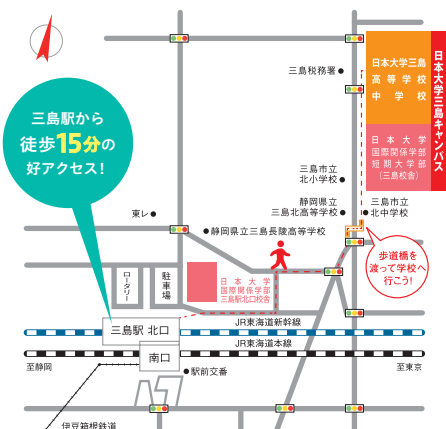 三島駅から
徒歩15分の
好アクセス!
三島税務署
日本大学三島
高等学校
中学校
日本大学三島キャンパス
日本大学
国際関係学部
短期大学部
(三島校舎)
三島市立
北小学校
静岡県立
三島北高等学校
三島市立
北中学校
東レ
静岡県立三島長陵高等学校
歩道橋を
渡って学校へ
行こう!
ロータリー
駐車場
日本大学
国際関係学部
三島駅北口校舎
三島駅 北口
JR東海道新幹線
JR東海道本線
南口
至静岡
至東京
駅前交番
伊豆箱根鉄道